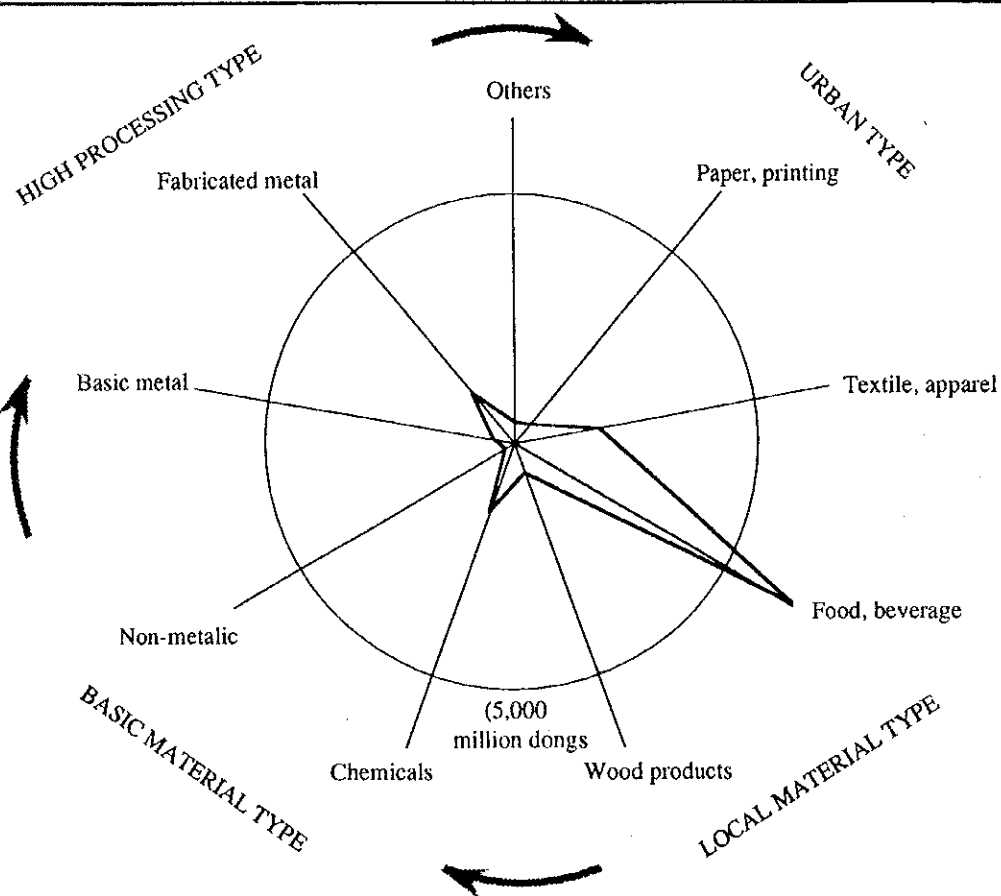 HIGH PROCESSING TYPE
URBAN TYPE
Others
Fabricated metal
Paper, printing
Basic metal
Textile, apparel
Non-metalic
Food, beverage
(5,000
million dongs
Chemicals
Wood products
BASIC MATERIAL TYPE
LOCAL MATERIAL TYPE